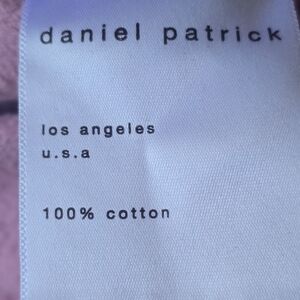 daniel patrick
los angeles
u.s.a
100% cotton